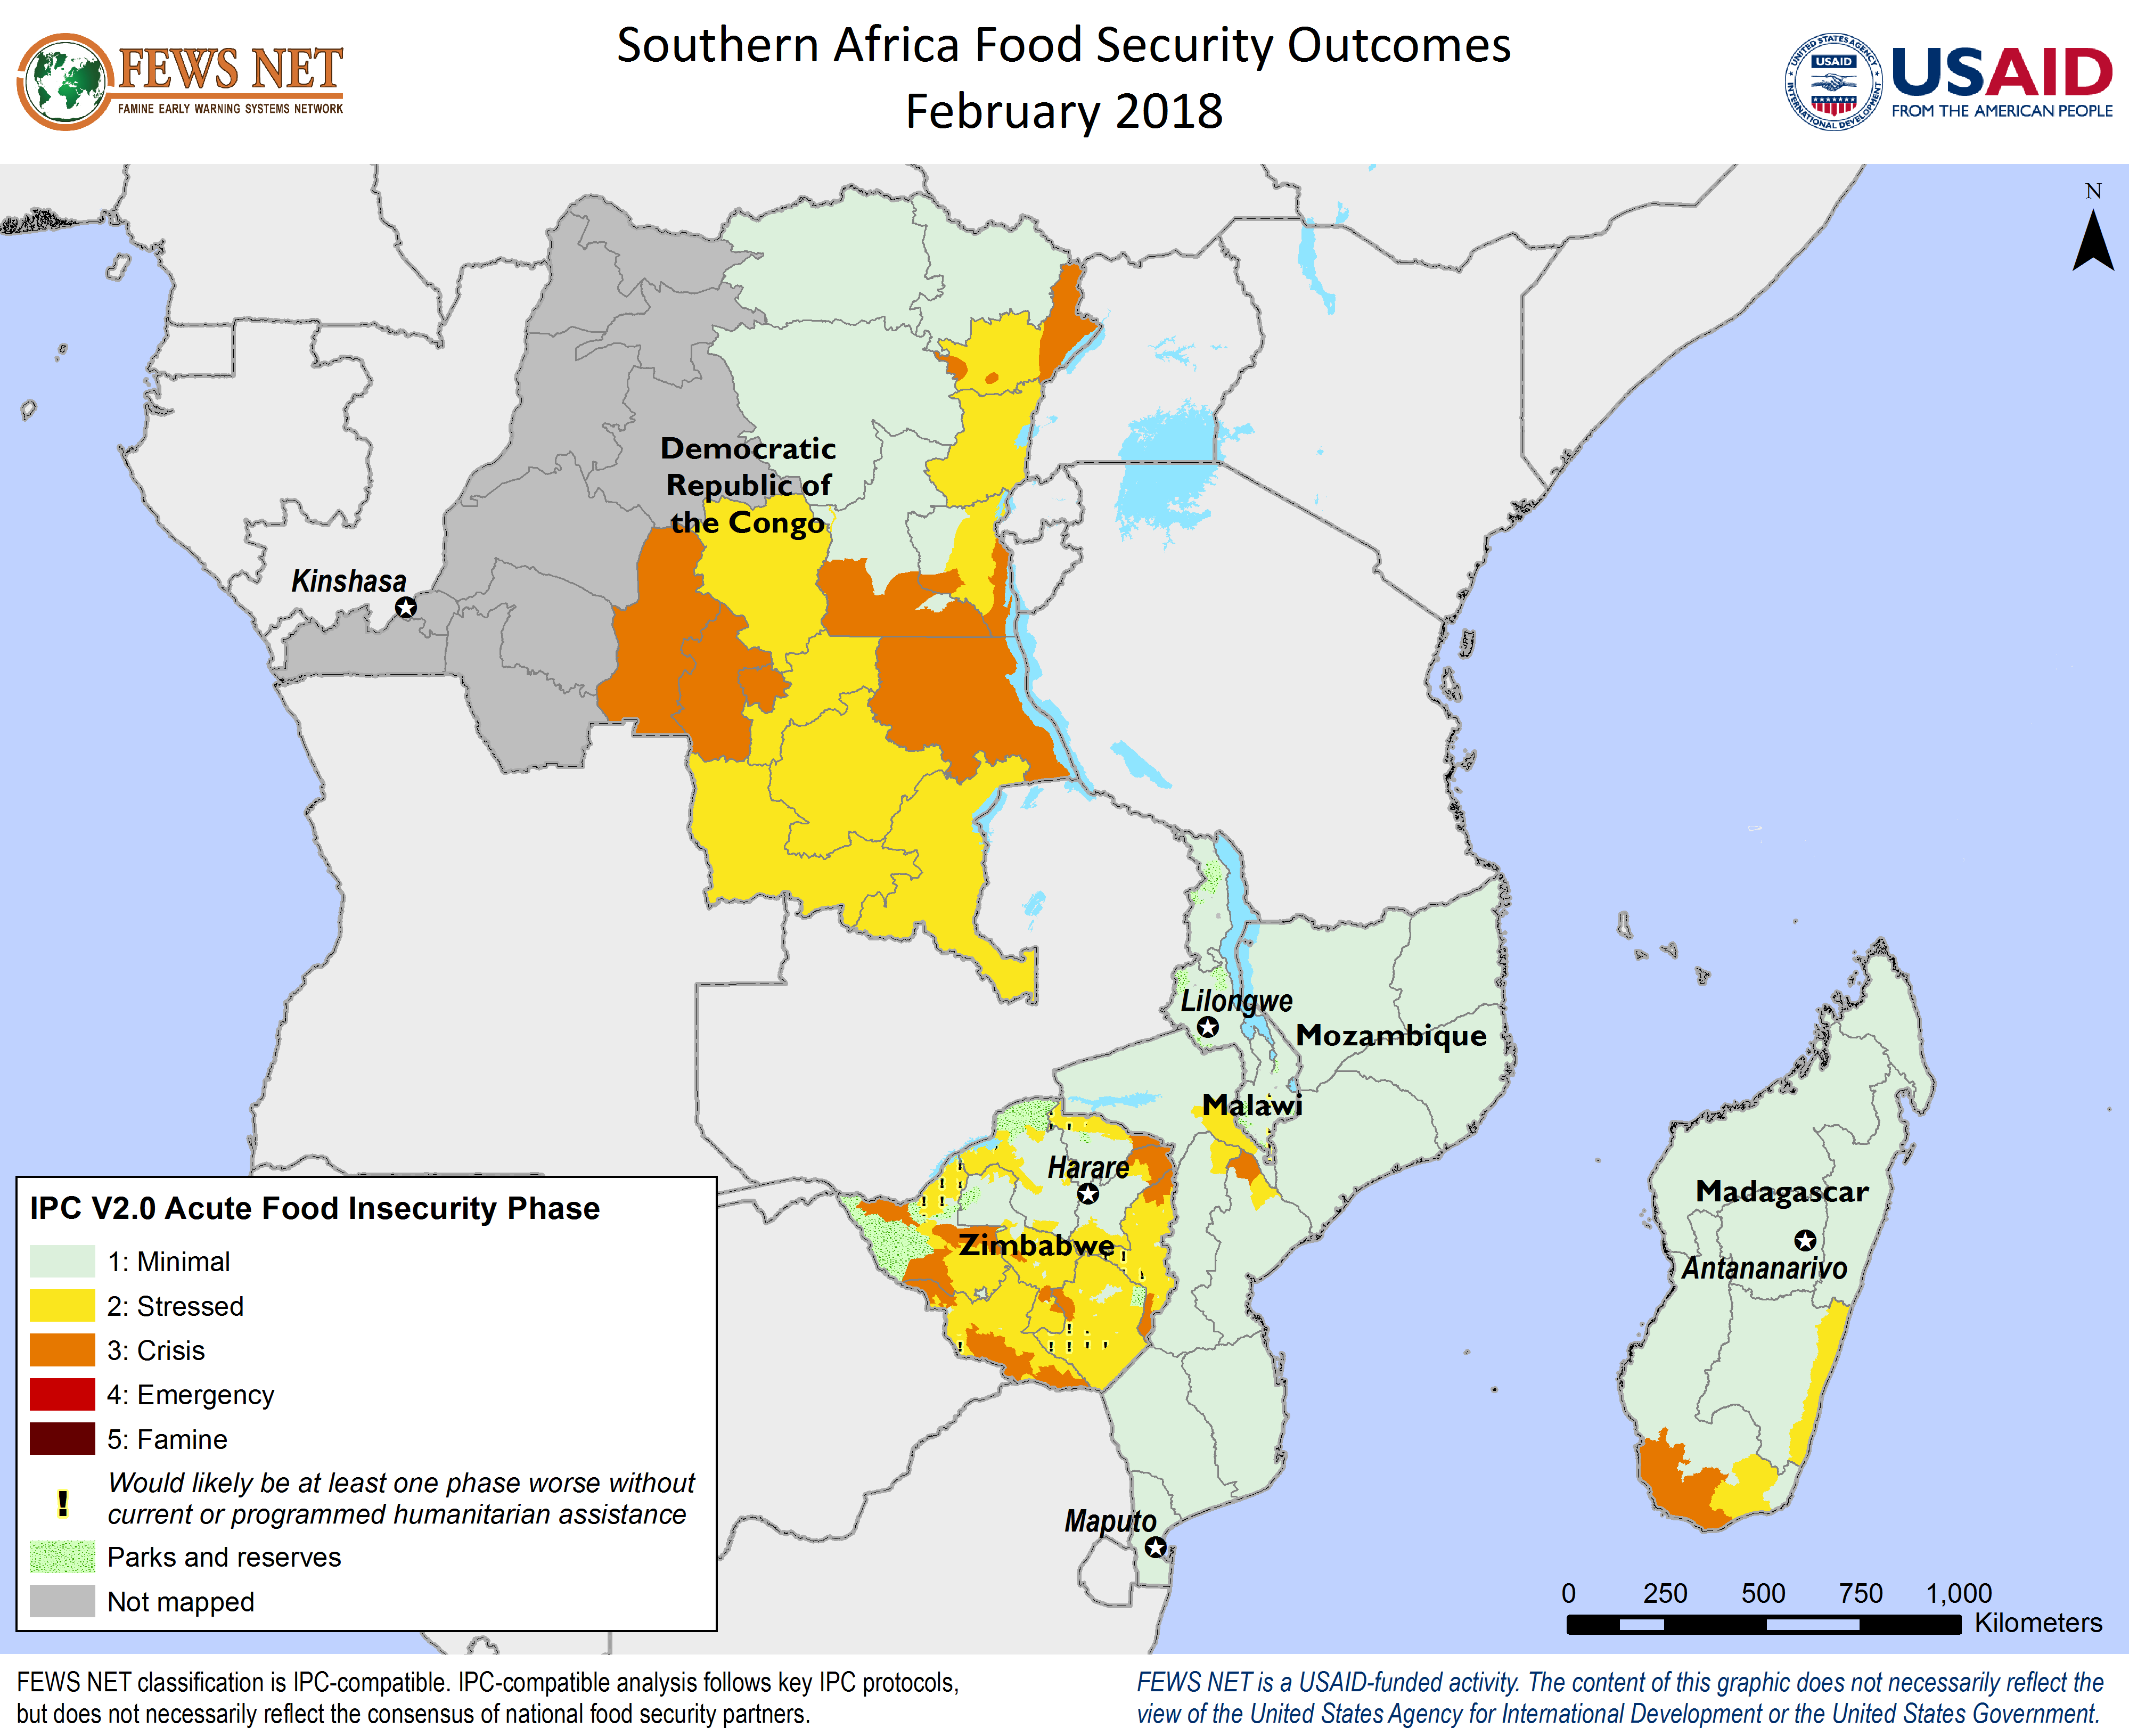 FEWS NET
FAMINE EARLY WARNING SYSTEMS NETWORK
Southern Africa Food Security Outcomes
February 2018
UNITED STATES AGENCY
USAID
INTERNATIONAL DEVELOPMENT
USAID
FROM THE AMERICAN PEOPLE
N
Democratic
Republic of
the Congo
Kinshasa
Lilongwe
Mozambique
Malawi
Harare
Zimbabwe
Madagascar
Antananarivo
Maputo
IPC V2.0 Acute Food Insecurity Phase
1: Minimal
2: Stressed
3: Crisis
4: Emergency
5: Famine
! Would likely be at least one phase worse without
current or programmed humanitarian assistance
Parks and reserves
Not mapped
0 250 500 750 1,000
Kilometers
FEWS NET classification is IPC-compatible. IPC-compatible analysis follows key IPC protocols,
but does not necessarily reflect the consensus of national food security partners.
FEWS NET is a USAID-funded activity. The content of this graphic does not necessarily reflect the
view of the United States Agency for International Development or the United States Government.